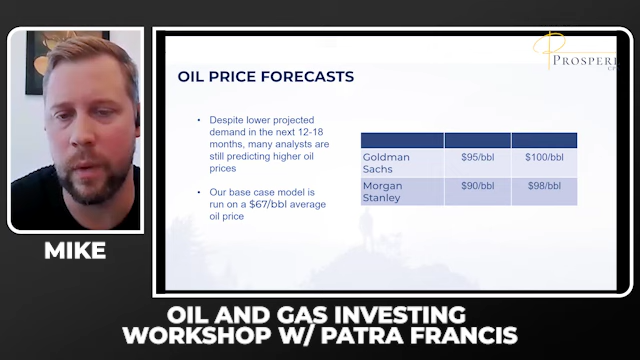 PROSPERL
CPA
OIL PRICE FORECASTS
• Despite lower projected
demand in the next 12-18
months, many analysts are
still predicting higher oil
prices
• Our base case model is
run on a $67/bbl average
oil price
Goldman Sachs $95/bbl $100/bbl
Morgan Stanley $90/bbl $98/bbl
MIKE
OIL AND GAS INVESTING
WORKSHOP W/ PATRA FRANCIS